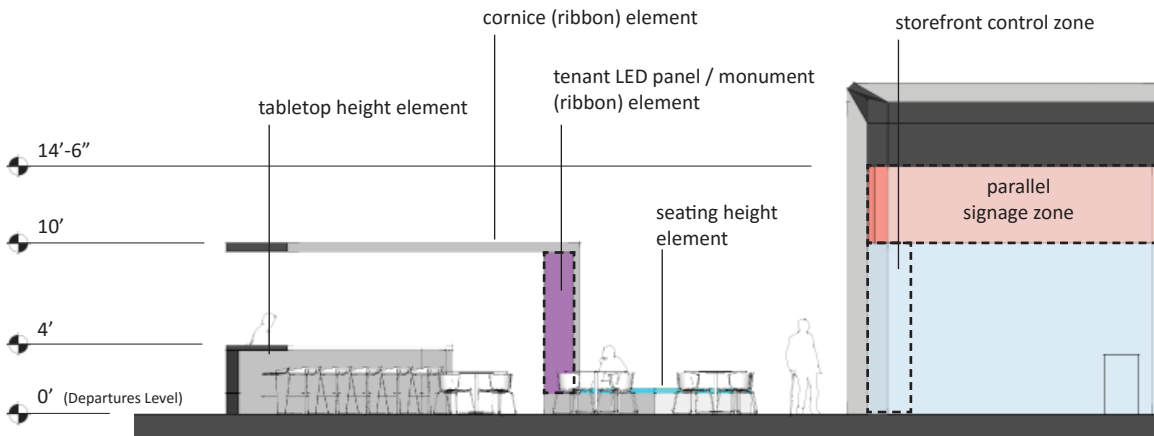 cornice (ribbon) element
storefront control zone
tenant LED panel / monument
(ribbon) element
tabletop height element
14’-6”
parallel
signage zone
seating height
element
10’
4’
0’ (Departures Level)